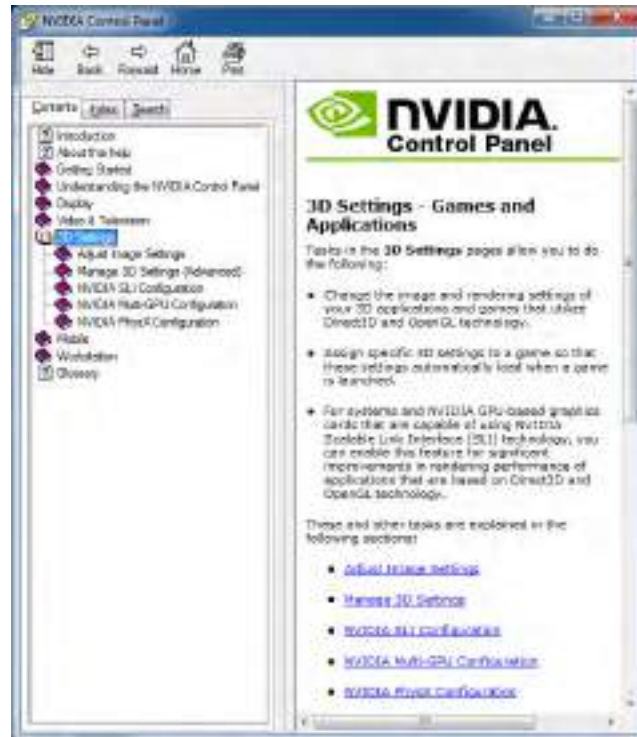 NVIDIA Control Panel
Hide Back Forward Home Print
Contents Index Search
Introduction
About this help
Getting Started
Understanding the NVIDIA Control Panel
Display
Video & Television
3D Settings
Adjust Image Settings
Manage 3D Settings (Advanced)
NVIDIA SLI Configuration
NVIDIA Multi-GPU Configuration
NVIDIA PhysX Configuration
Mobile
Workstation
Glossary
NVIDIA.
Control Panel
3D Settings - Games and
Applications
Tasks in the 3D Settings pages allow you to do
the following:
• Change the image and rendering settings of
your 3D applications and games that utilize
Direct3D and OpenGL technology.
• Assign specific 3D settings to a game so that
these settings automatically load when a game
is launched.
• For systems and NVIDIA GPU-based graphics
cards that are capable of using NVIDIA
Scalable Link Interface (SLI) technology, you
can enable this feature for significant
improvements in rendering performance of
applications that are based on Direct3D and
OpenGL technology.
These and other tasks are explained in the
following sections:
• Adjust Image Settings
• Manage 3D Settings
• NVIDIA SLI Configuration
• NVIDIA Multi-GPU Configuration
• NVIDIA PhysX Configuration